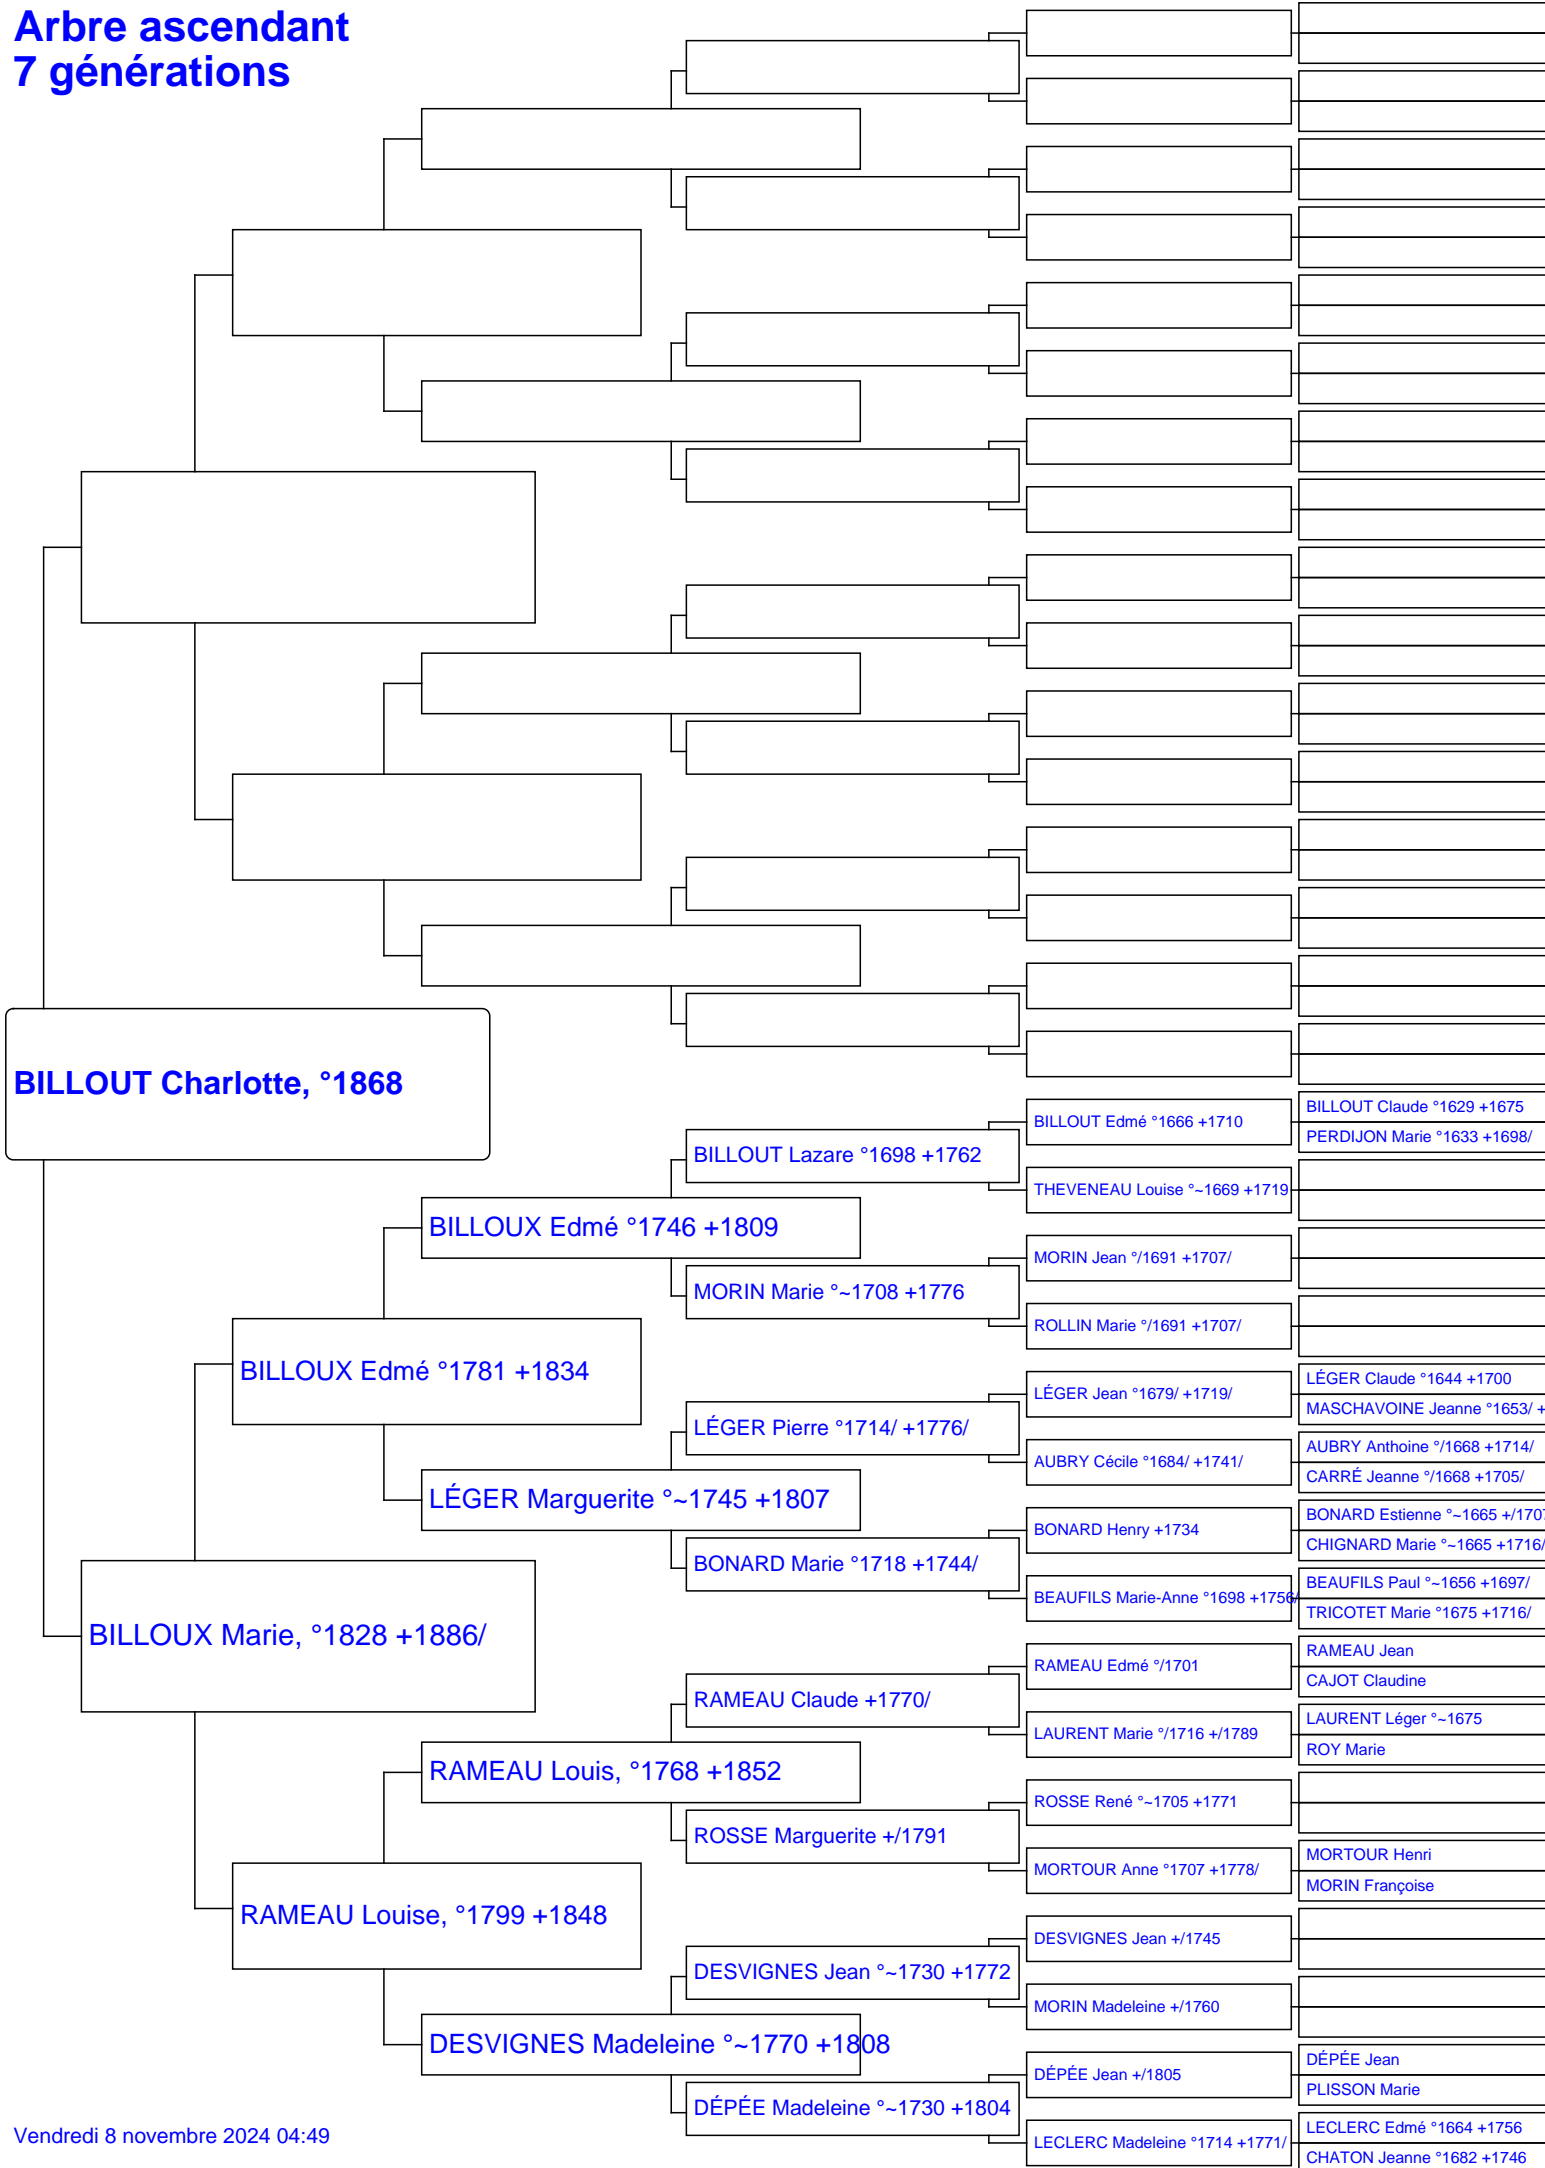 Arbre ascendant
7 générations
BILLOUT Charlotte, °1868
BILLOUX Marie, °1828 +1886/
BILLOUX Edmé °1781 +1834
RAMEAU Louise, °1799 +1848
BILLOUX Edmé °1746 +1809
LÉGER Marguerite °~1745 +1807
RAMEAU Louis, °1768 +1852
DESVIGNES Madeleine °~1770 +1808
BILLOUT Lazare °1698 +1762
MORIN Marie °~1708 +1776
LÉGER Pierre °1714/ +1776/
BONARD Marie °1718 +1744/
RAMEAU Claude +1770/
ROSSE Marguerite +/1791
DESVIGNES Jean °~1730 +1772
DÉPÉE Madeleine °~1730 +1804
BILLOUT Edmé °1666 +1710
THEVENEAU Louise °~1669 +1719
MORIN Jean °/1691 +1707/
ROLLIN Marie °/1691 +1707/
LÉGER Jean °1679/ +1719/
AUBRY Cécile °1684/ +1741/
BONARD Henry +1734
BEAUFILS Marie-Anne °1698 +1756/
RAMEAU Edmé °/1701
LAURENT Marie °/1716 +/1789
ROSSE René °~1705 +1771
MORTOUR Anne °1707 +1778/
DESVIGNES Jean +/1745
MORIN Madeleine +/1760
DÉPÉE Jean +/1805
LECLERC Madeleine °1714 +1771/
BILLOUT Claude °1629 +1675
PERDIJON Marie °1633 +1698/
LÉGER Claude °1644 +1700
MASCHAVOINE Jeanne °1653/ +
AUBRY Anthoine °/1668 +1714/
CARRÉ Jeanne °/1668 +1705/
BONARD Estienne °~1665 +/1707
CHIGNARD Marie °~1665 +1716/
BEAUFILS Paul °~1656 +1697/
TRICOTET Marie °1675 +1716/
RAMEAU Jean
CAJOT Claudine
LAURENT Léger °~1675
ROY Marie
MORTOUR Henri
MORIN Françoise
DÉPÉE Jean
PLISSON Marie
LECLERC Edmé °1664 +1756
CHATON Jeanne °1682 +1746
Vendredi 8 novembre 2024 04:49